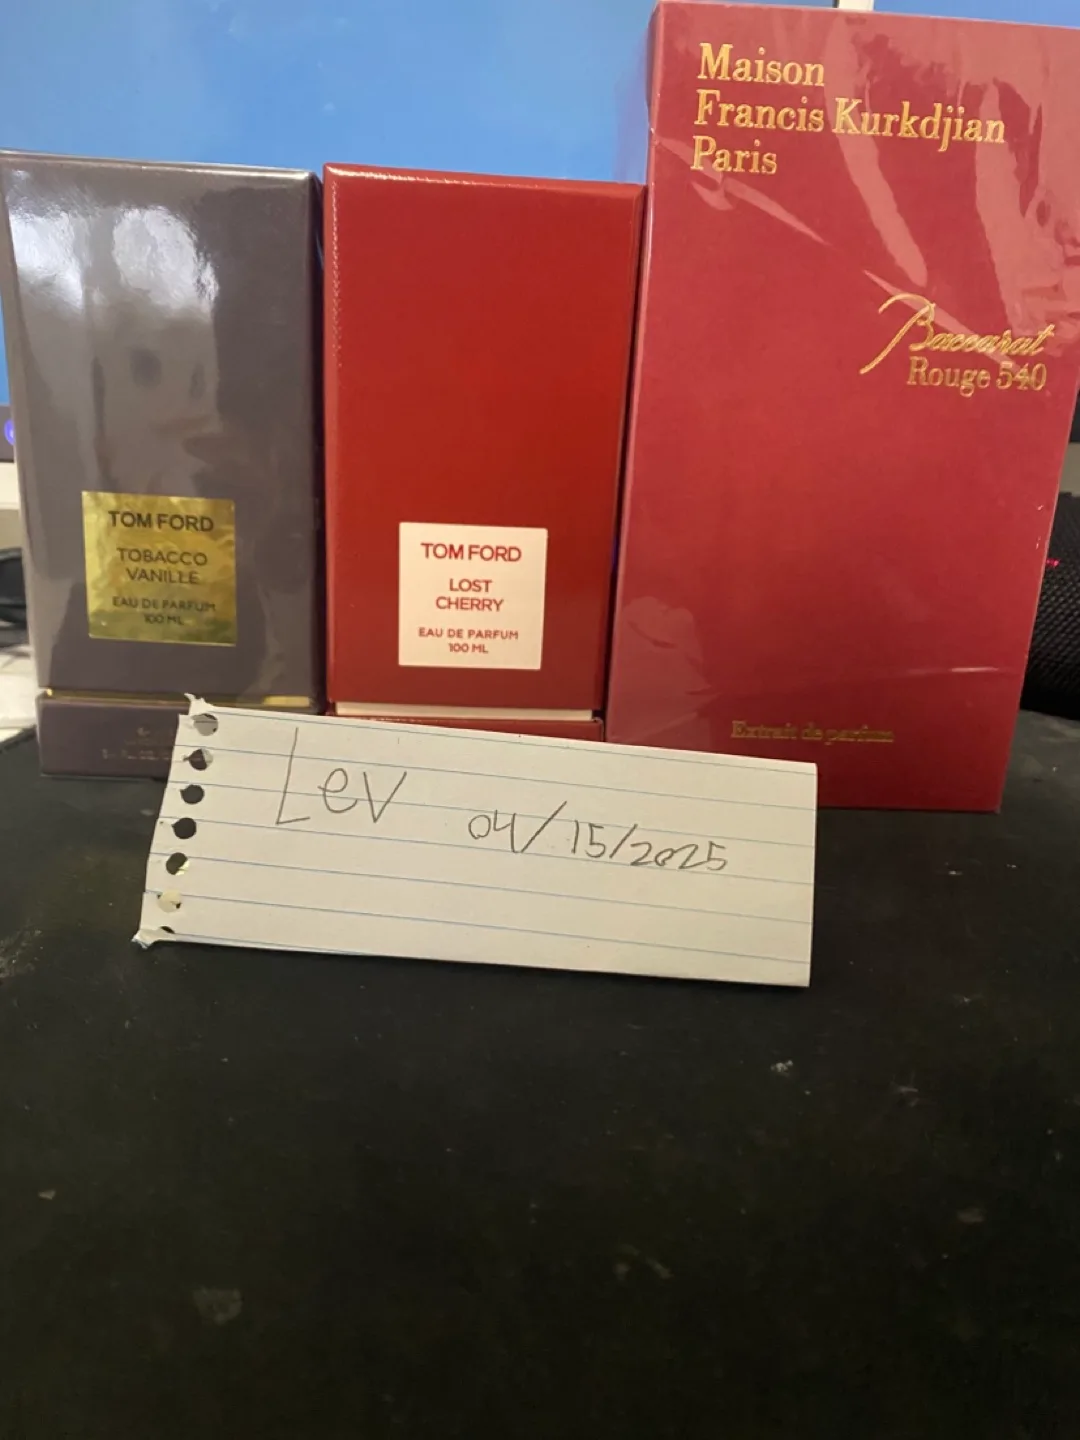 TOM FORD
TOBACCO
VANILLE
EAU DE PARFUM
100 ML
TOM FORD
LOST
CHERRY
EAU DE PARFUM
100 ML
Maison
Francis Kurkdjian
Paris
Baccarat
Rouge 540
Extrait de parfum
Lev 04/15/2025